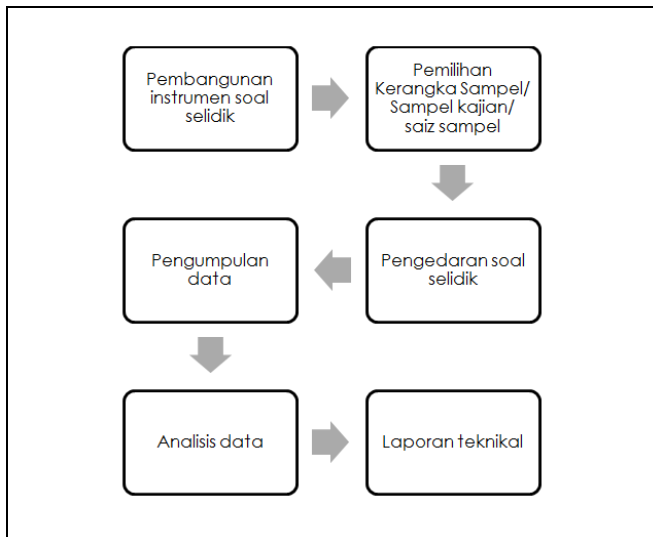 Pembangunan
instrumen soal
selidik
Pemilihan
Kerangka Sampel/
Sampel kajian/
saiz sampel
Pengedaran soal
selidik
Pengumpulan
data
Analisis data
Laporan teknikal